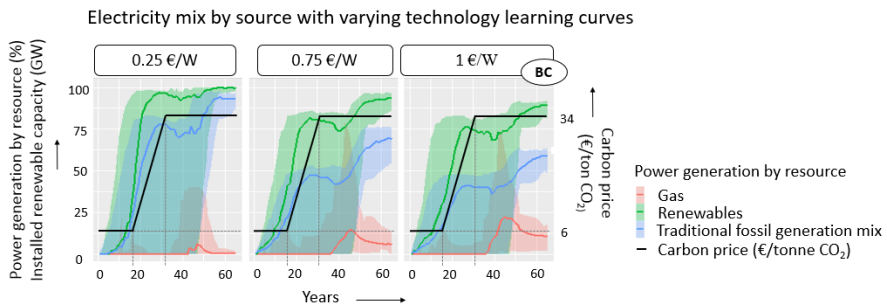 Electricity mix by source with varying technology learning curves
0.25 €/W
0.75 €/W
1 €/W
BC
Power generation by resource (%)
Installed renewable capacity (GW)
100
75
50
25
0
0 20 40 60
0 20 40 60
0 20 40 60
Years
34
6
Carbon price
(€/ton CO₂)
Power generation by resource
Gas
Renewables
Traditional fossil generation mix
Carbon price (€/tonne CO₂)